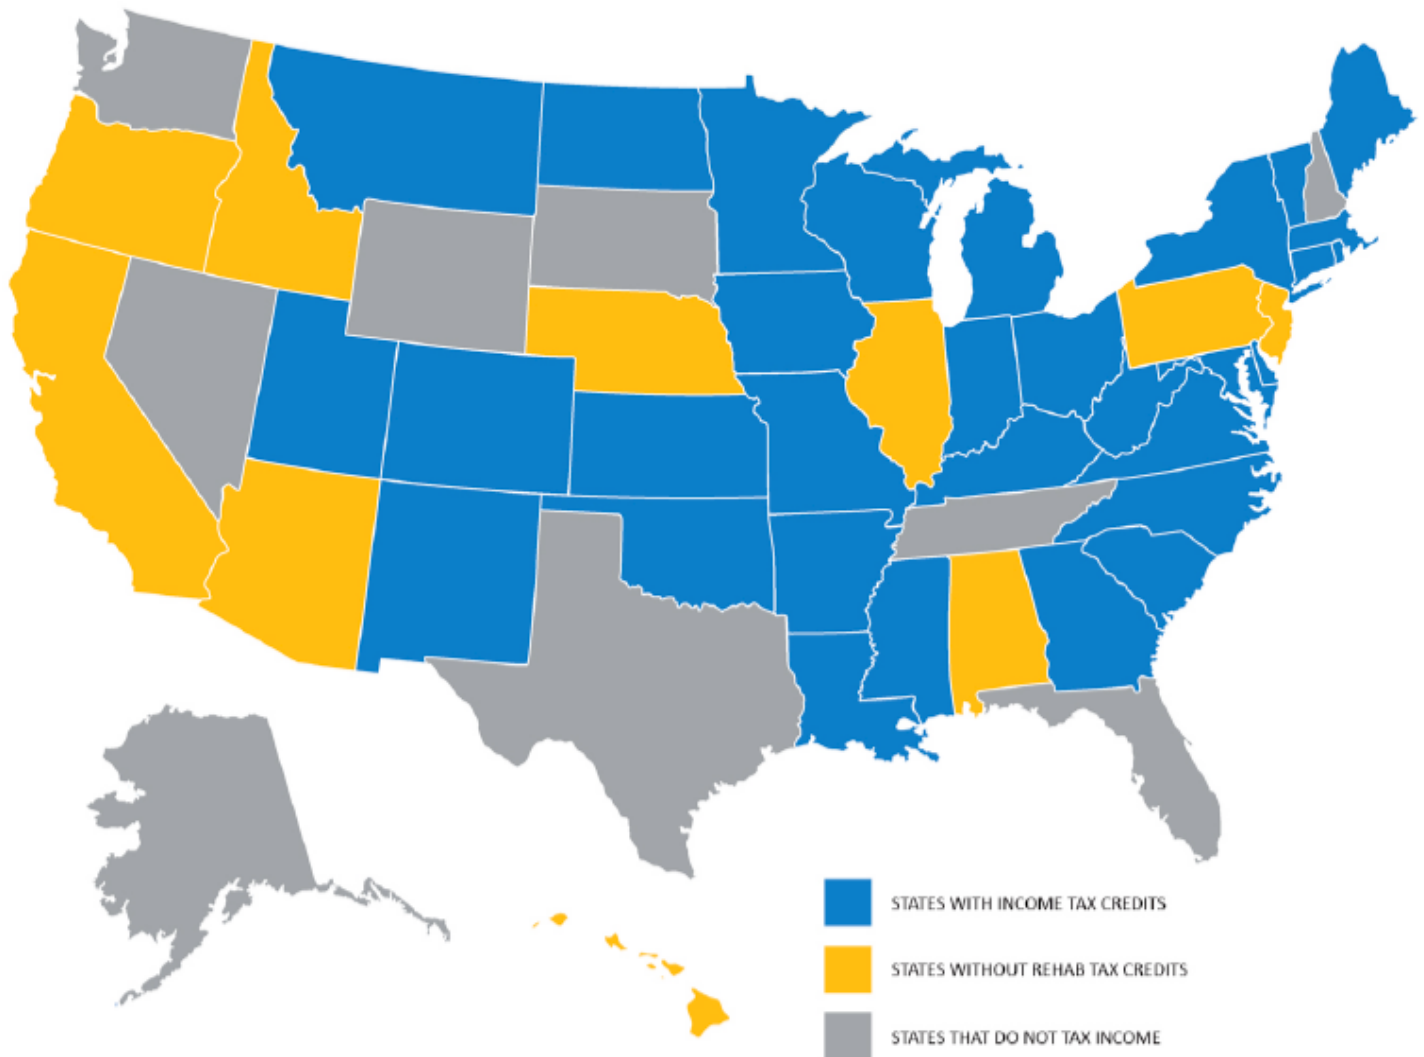 STATES WITH INCOME TAX CREDITS
STATES WITHOUT REHAB TAX CREDITS
STATES THAT DO NOT TAX INCOME